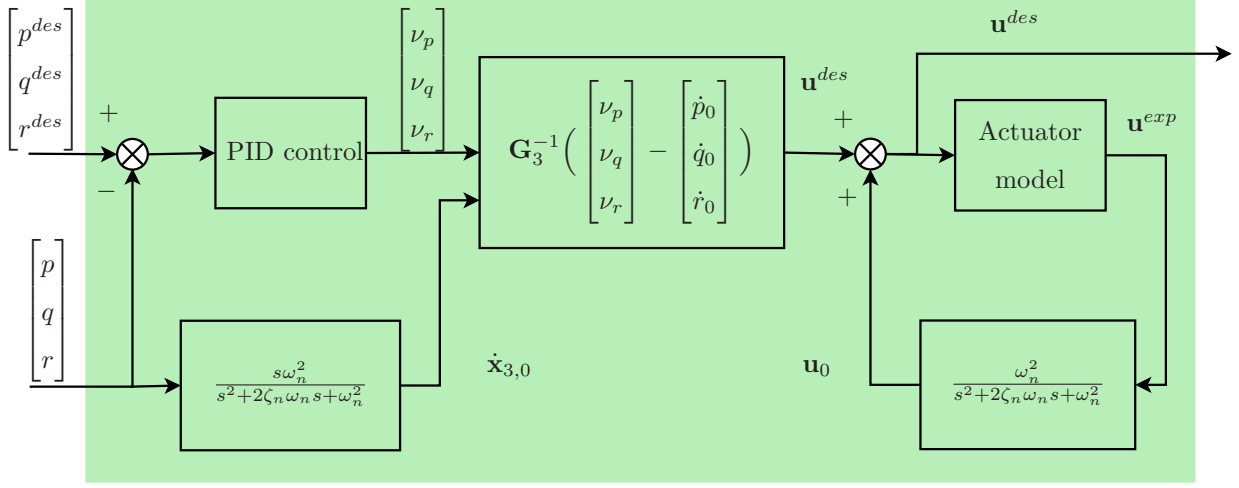 [p^{des} q^{des} r^{des}]
+
−
PID control
[ν_p ν_q ν_r]
G_3^{-1}([ν_p ν_q ν_r] − [ṗ_0 q̇_0 ṙ_0])
u^{des}
+
+
u^{des}
Actuator
model
u^{exp}
[p q r]
sω_n^2 / s^2+2ζ_nω_ns+ω_n^2
ẋ_{3,0}
u_0
ω_n^2 / s^2+2ζ_nω_ns+ω_n^2